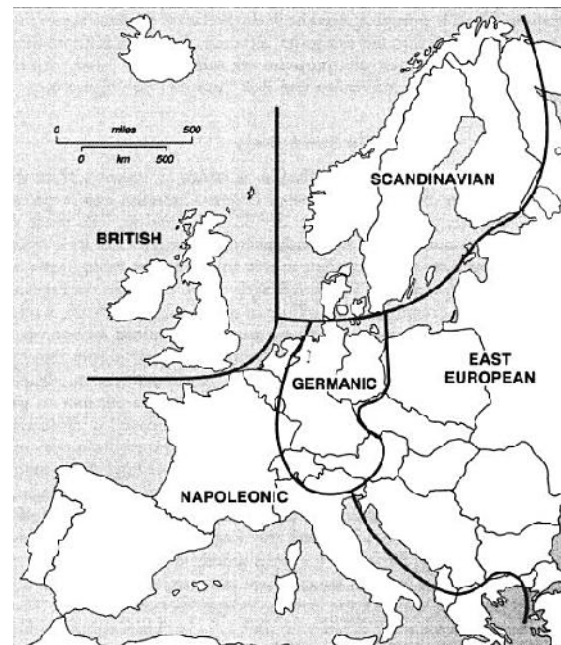 0 miles 500
0 km 500
SCANDINAVIAN
BRITISH
EAST
EUROPEAN
GERMANIC
NAPOLEONIC